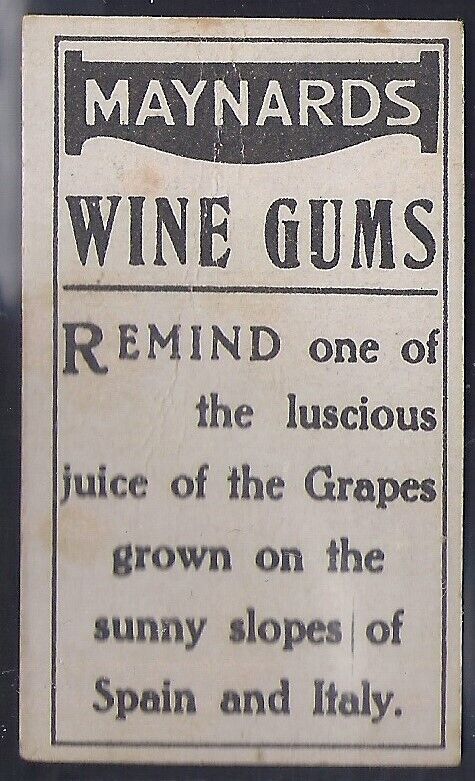 MAYNARDS
WINE GUMS
REMIND one of
the luscious
juice of the Grapes
grown on the
sunny slopes of
Spain and Italy.